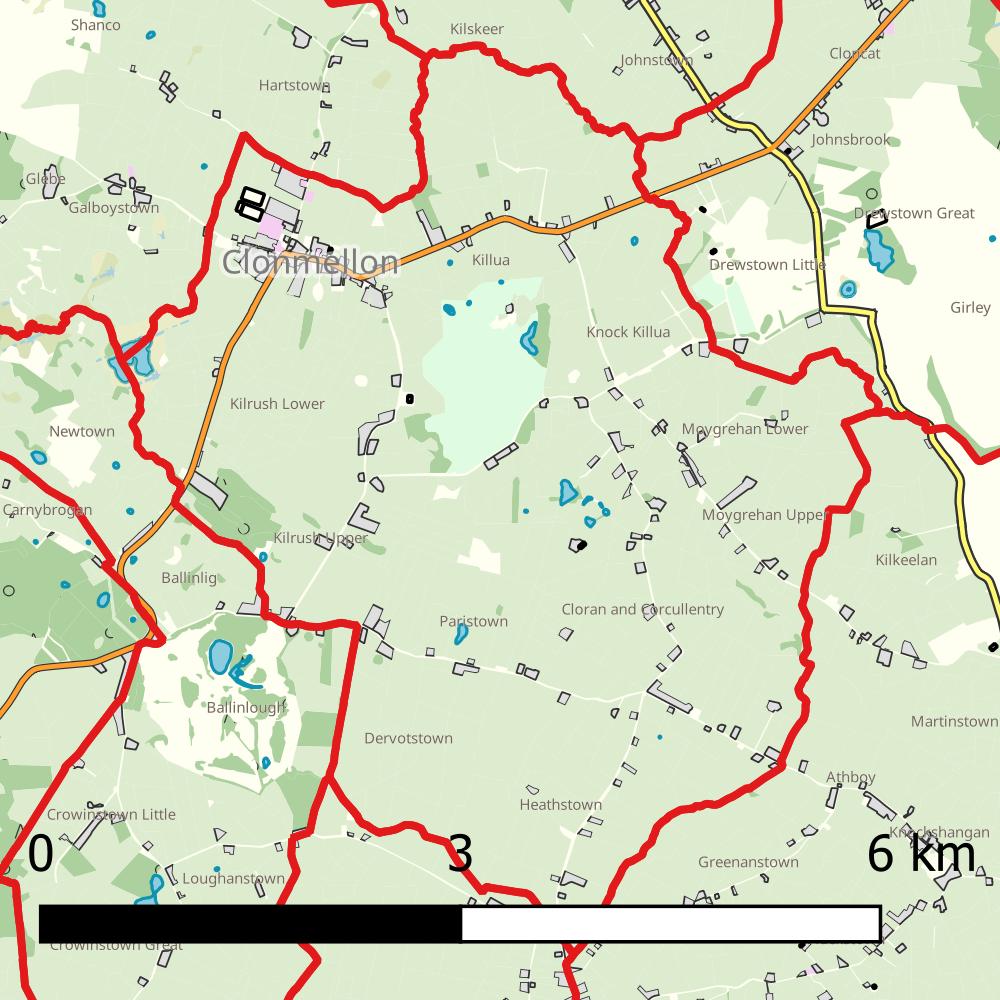 Shanco
Kilskeer
Johnstown
Cloricat
Hartstown
Johnsbrook
Glebe
Galboystown
Drewstown Great
Clonmellon
Killua
Drewstown Little
Girley
Knock Killua
Kilrush Lower
Newtown
Moygrehan Lower
Carnybrogan
Moygrehan Upper
Kilrush Upper
Kilkeelan
Ballinlig
Cloran and Corcullentry
Paristown
Ballinlough
Martinstown
Dervotstown
Athboy
Heathstown
Crowinstown Little
Knockshangan
0 3 6 km
Greenanstown
Loughanstown
Crowinstown Great